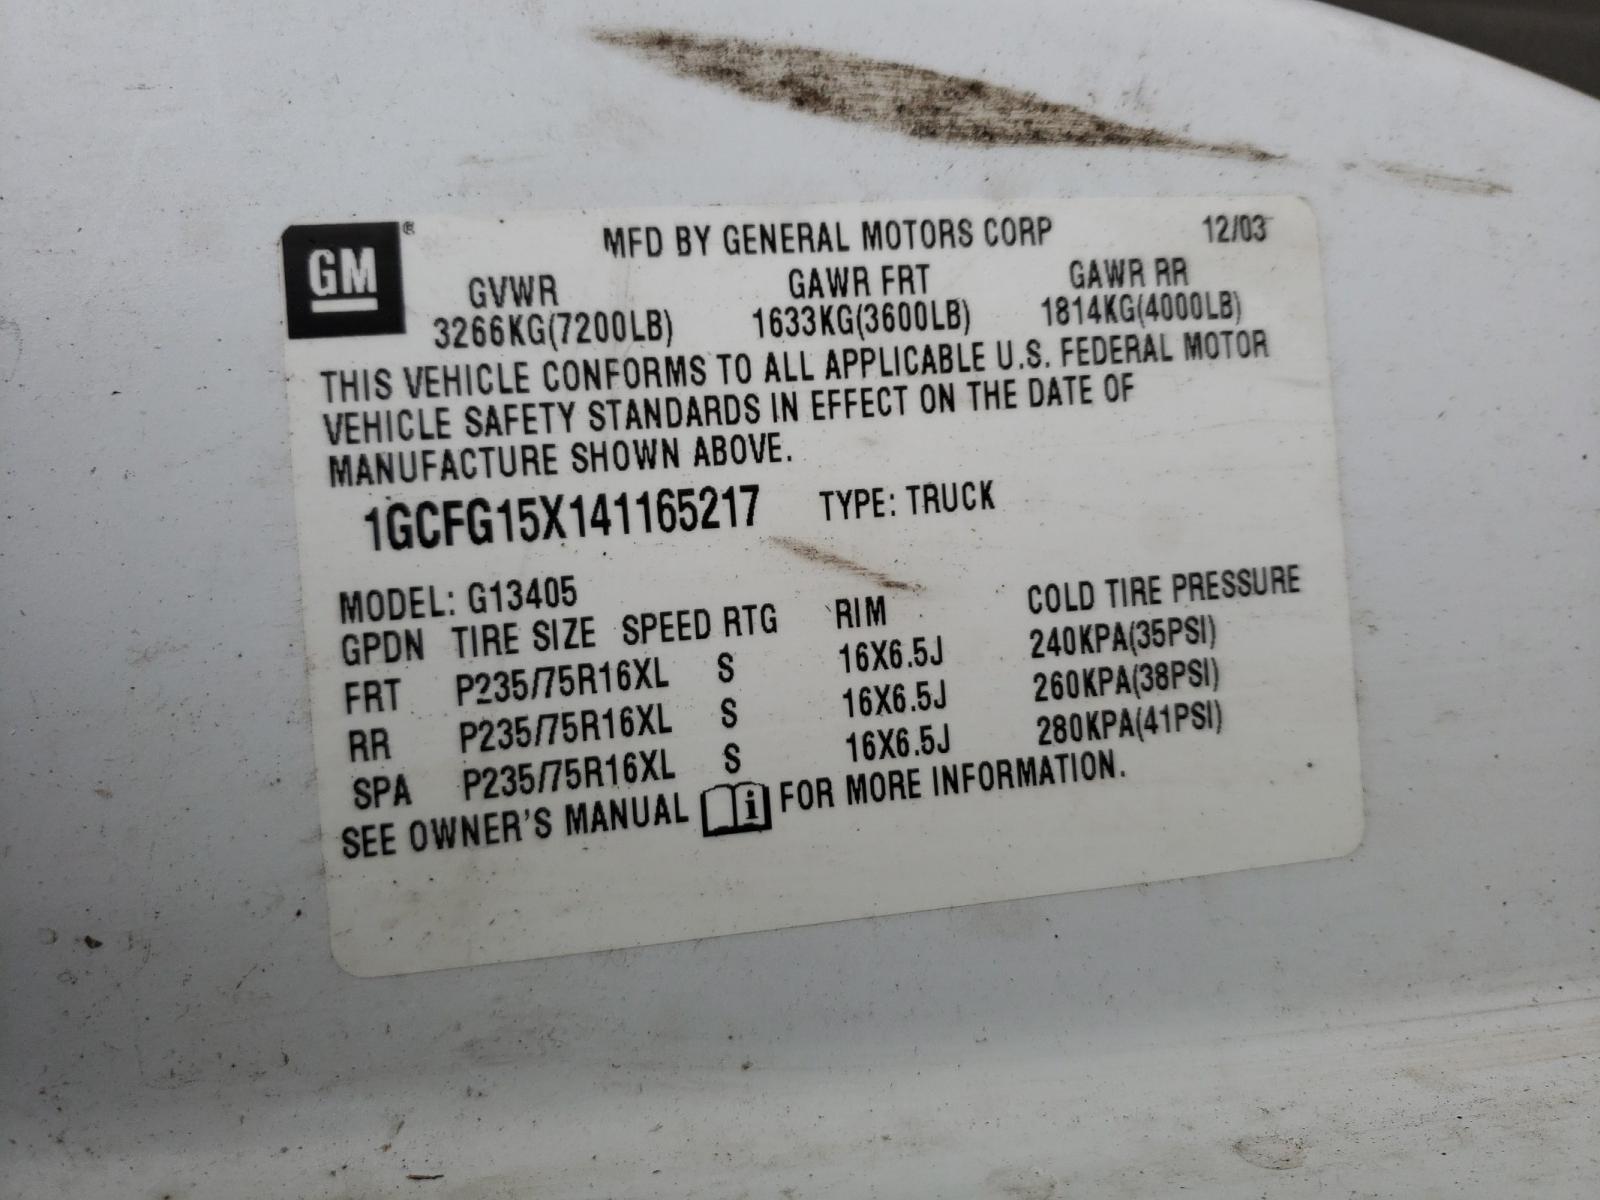 GM ®
MFD BY GENERAL MOTORS CORP 12/03
GVWR GAWR FRT GAWR RR
3266KG(7200LB) 1633KG(3600LB) 1814KG(4000LB)
THIS VEHICLE CONFORMS TO ALL APPLICABLE U.S. FEDERAL MOTOR
VEHICLE SAFETY STANDARDS IN EFFECT ON THE DATE OF
MANUFACTURE SHOWN ABOVE.
1GCFG15X141165217 TYPE: TRUCK
MODEL: G13405
GPDN TIRE SIZE SPEED RTG RIM COLD TIRE PRESSURE
FRT P235/75R16XL S 16X6.5J 240KPA(35PSI)
RR P235/75R16XL S 16X6.5J 260KPA(38PSI)
SPA P235/75R16XL S 16X6.5J 280KPA(41PSI)
SEE OWNER'S MANUAL i FOR MORE INFORMATION.